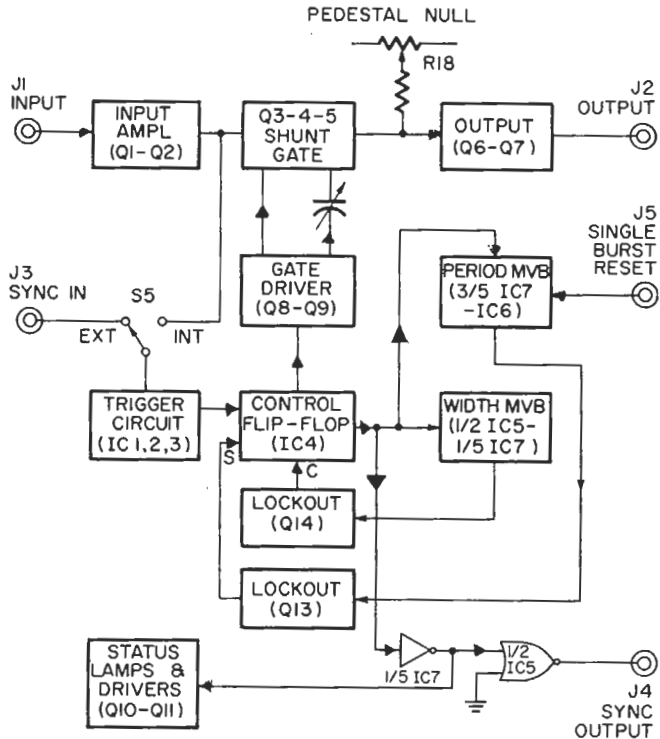 PEDESTAL NULL
R18
J1
INPUT
INPUT
AMPL
(Q1-Q2)
Q3-4-5
SHUNT
GATE
OUTPUT
(Q6-Q7)
J2
OUTPUT
J5
SINGLE
BURST
RESET
J3
SYNC IN
S5
EXT
INT
GATE
DRIVER
(Q8-Q9)
PERIOD MVB
(3/5 IC7
-IC6)
TRIGGER
CIRCUIT
(IC 1,2,3)
CONTROL
FLIP-FLOP
(IC4)
S
C
WIDTH MVB
(1/2 IC5-
1/5 IC7)
LOCKOUT
(Q14)
LOCKOUT
(Q13)
STATUS
LAMPS &
DRIVERS
(Q10-Q11)
1/5 IC7
1/2
IC5
J4
SYNC
OUTPUT